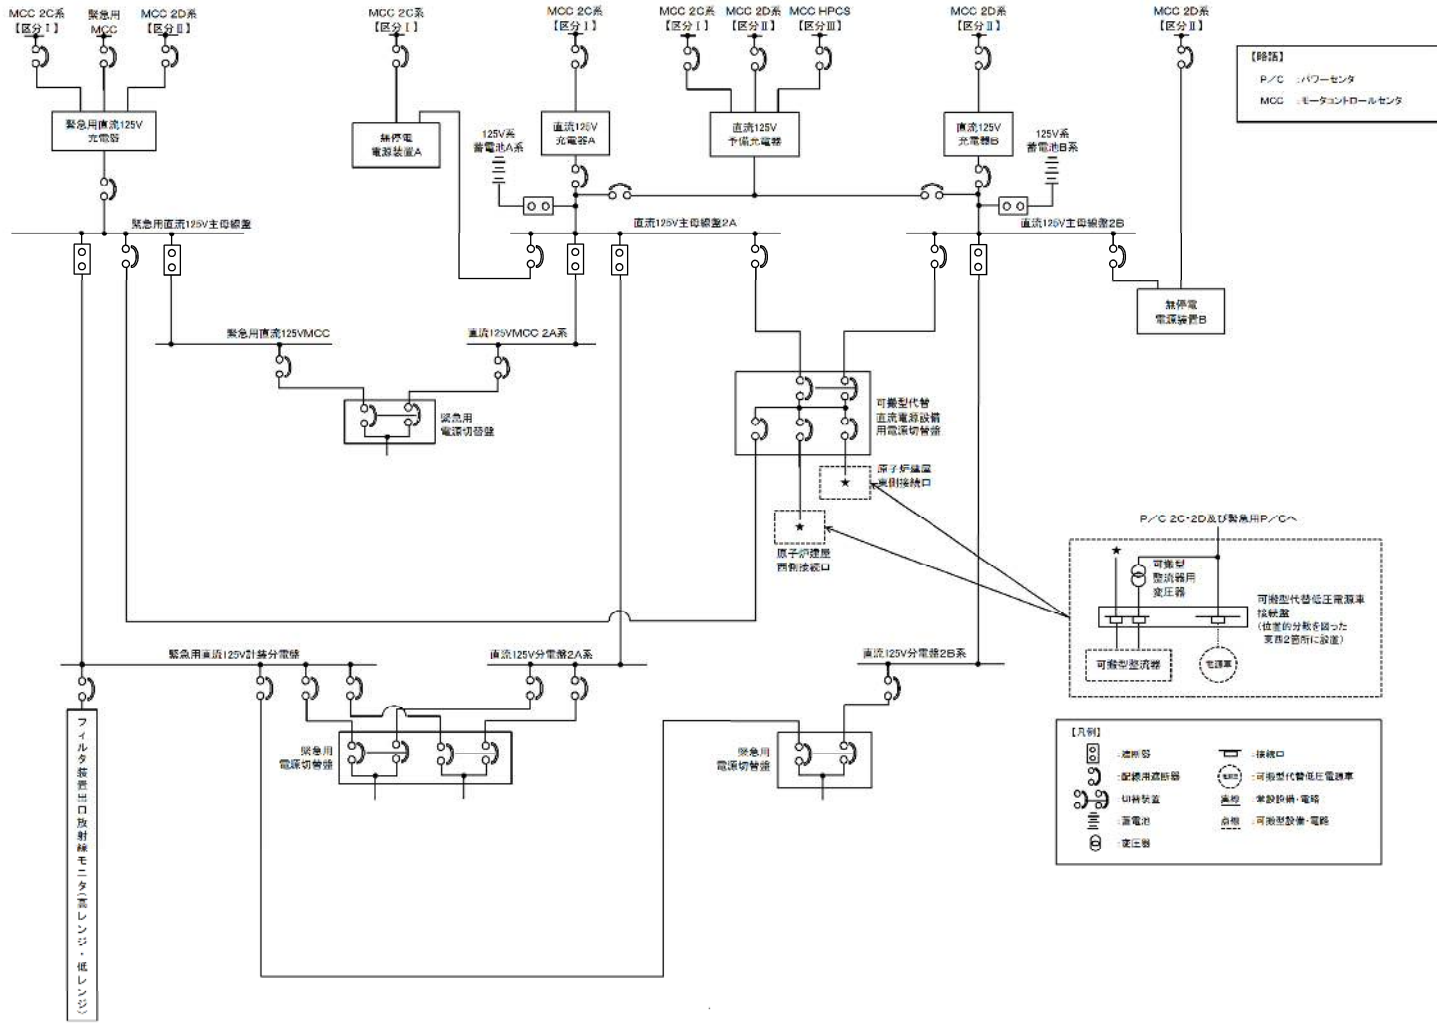 MCC 2C系
【区分Ⅰ】
緊急用
MCC
MCC 2D系
【区分Ⅱ】
MCC 2C系
【区分Ⅰ】
MCC 2C系
【区分Ⅰ】
MCC 2C系
【区分Ⅰ】
MCC 2D系
【区分Ⅱ】
MCC HPCS
【区分Ⅲ】
MCC 2D系
【区分Ⅱ】
MCC 2D系
【区分Ⅱ】
【略語】
P/C :パワーセンタ
MCC :モータコントロールセンタ
緊急用直流125V
充電器
無停電
電源装置A
125V系
蓄電池A系
直流125V
充電器A
直流125V
予備充電器
直流125V
充電器B
125V系
蓄電池B系
緊急用直流125V主母線盤
直流125V主母線盤2A
直流125V主母線盤2B
無停電
電源装置B
緊急用直流125VMCC
直流125VMCC 2A系
緊急用
電源切替盤
可搬型代替
直流電源設備
用電源切替盤
原子炉建屋
東側接続口
★
★
原子炉建屋
西側接続口
P/C 2C・2D及び緊急用P/Cへ
★
可搬型
整流器用
変圧器
可搬型代替低圧電源車
接続盤
(位置的分散を図った
東西2箇所に設置)
可搬型整流器
電源車
緊急用直流125V計装分電盤
直流125V分電盤2A系
直流125V分電盤2B系
緊急用
電源切替盤
緊急用
電源切替盤
フィルタ装置出口放射線モニタ(高レンジ・低レンジ)
【凡例】
:遮断器
:配線用遮断器
:切替装置
:蓄電池
:変圧器
:接続口
電源車 :可搬型代替低圧電源車
実線 :常設設備・電路
点線 :可搬型設備・電路